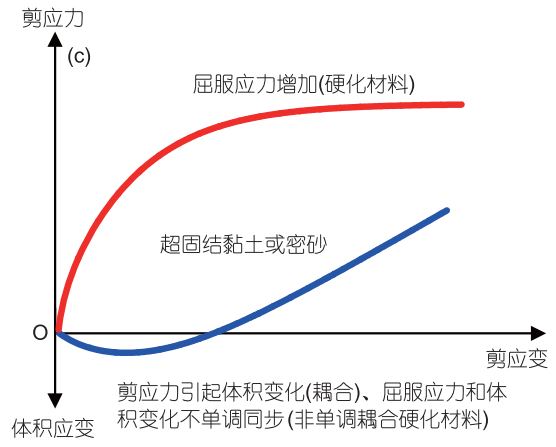 剪应力
(c)
屈服应力增加(硬化材料)
超固结黏土或密砂
O
剪应变
剪应力引起体积变化(耦合)、屈服应力和体
积变化不单调同步(非单调耦合硬化材料)
体积应变